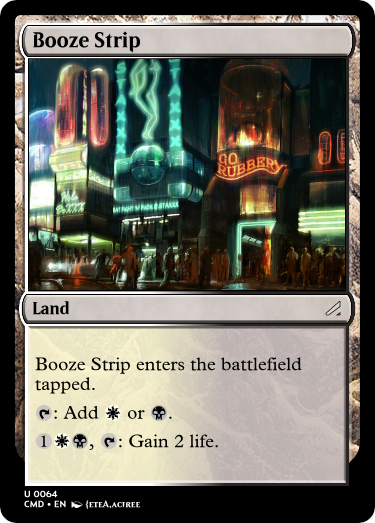 Booze Strip
GO
RUBBERY
Land
Booze Strip enters the battlefield
tapped.
: Add or .
1 , : Gain 2 life.
U 0064
CMD • EN